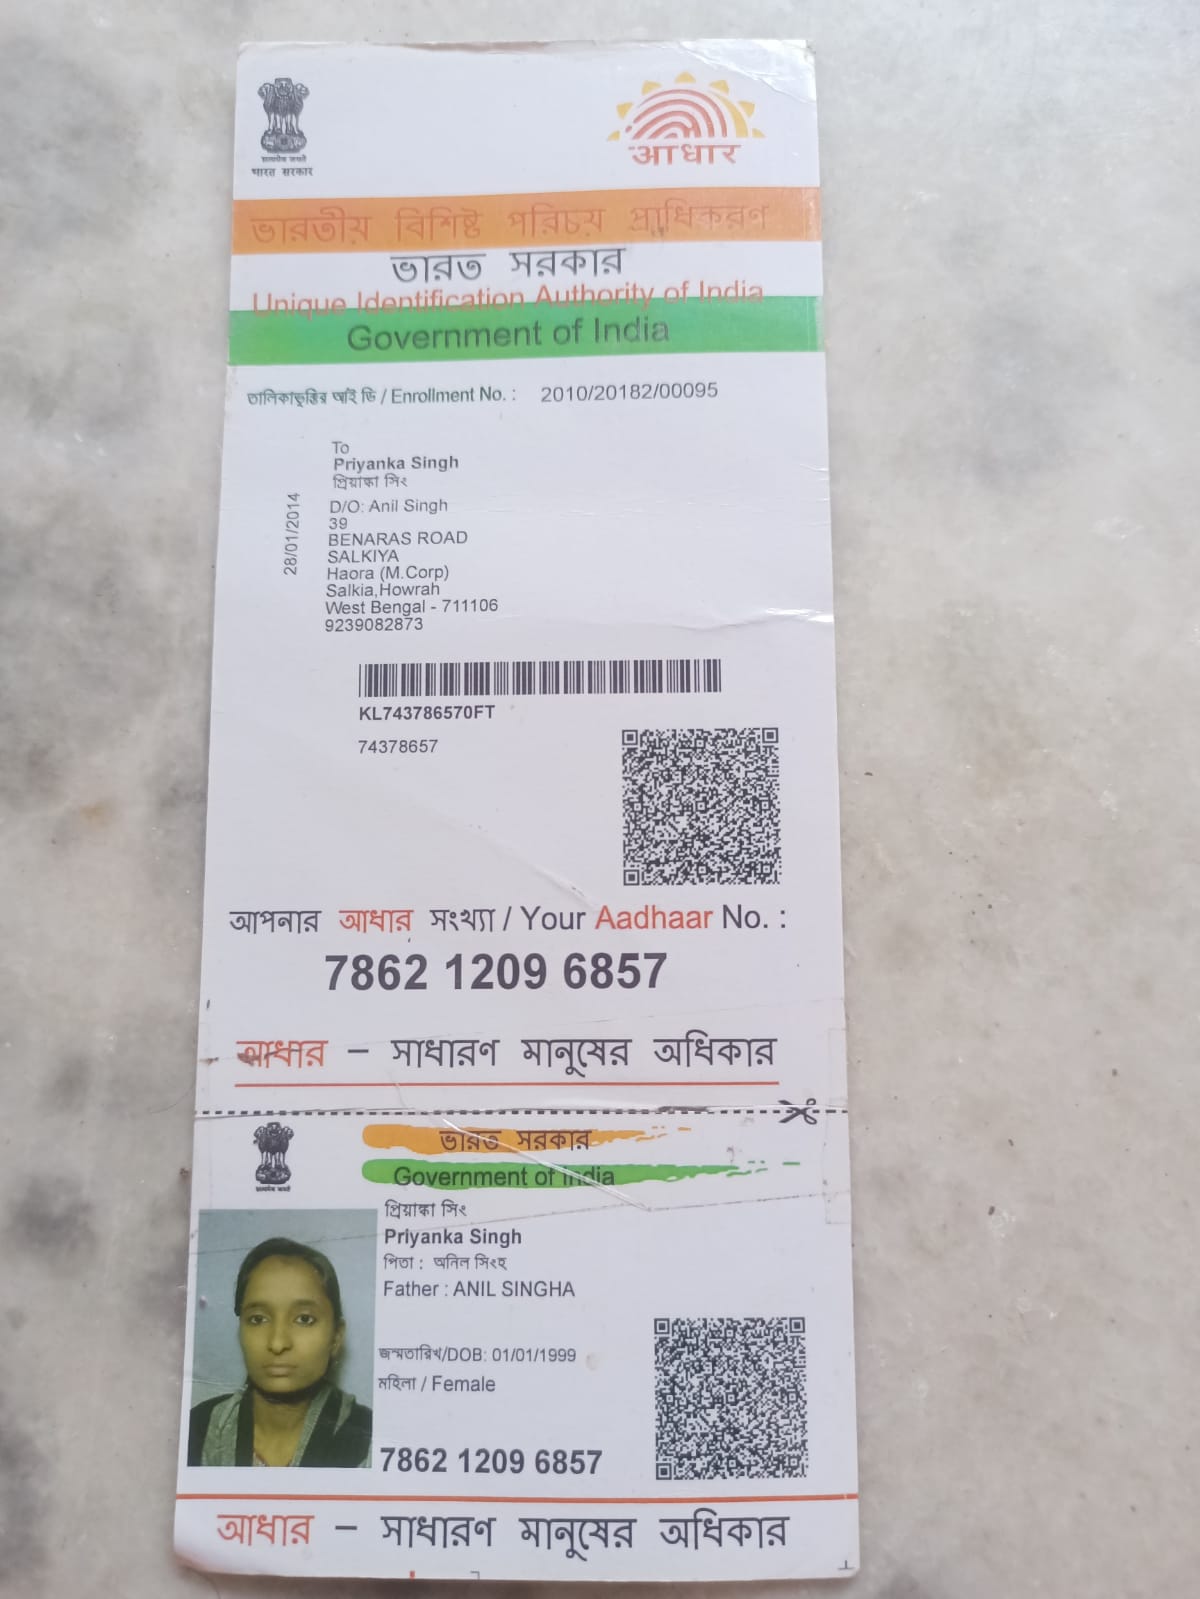 सत्यमेव जयते
भारत सरकार
आधार
ভারতীয় বিশিষ্ট পরিচয় প্রাধিকরণ
ভারত সরকার
Unique Identification Authority of India
Government of India
তালিকাভুক্তির আই ডি / Enrollment No. : 2010/20182/00095
28/01/2014
To
Priyanka Singh
প্রিয়াঙ্কা সিং
D/O: Anil Singh
39
BENARAS ROAD
SALKIYA
Haora (M.Corp)
Salkia,Howrah
West Bengal - 711106
9239082873
KL743786570FT
74378657
আপনার আধার সংখ্যা / Your Aadhaar No. :
7862 1209 6857
আধার – সাধারণ মানুষের অধিকার
ভারত সরকার
Government of India
सत्यमेव जयते
প্রিয়াঙ্কা সিং
Priyanka Singh
পিতা : অনিল সিংহ
Father : ANIL SINGHA
জন্মতারিখ/DOB: 01/01/1999
মহিলা / Female
7862 1209 6857
আধার – সাধারণ মানুষের অধিকার